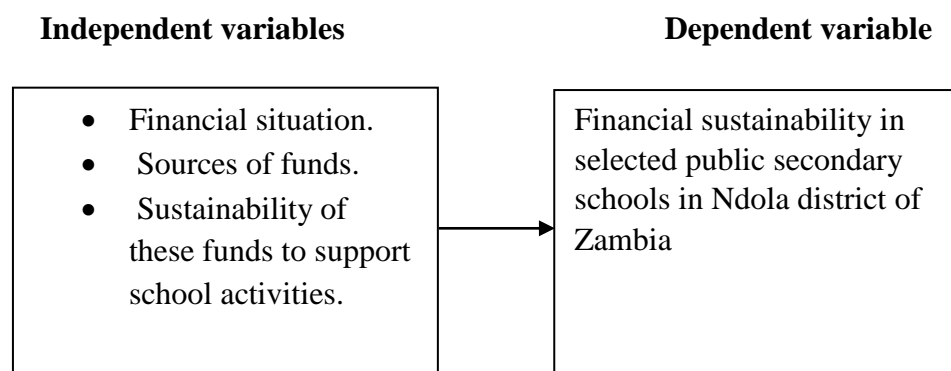 Independent variables
Dependent variable
• Financial situation.
• Sources of funds.
• Sustainability of
these funds to support
school activities.
Financial sustainability in
selected public secondary
schools in Ndola district of
Zambia